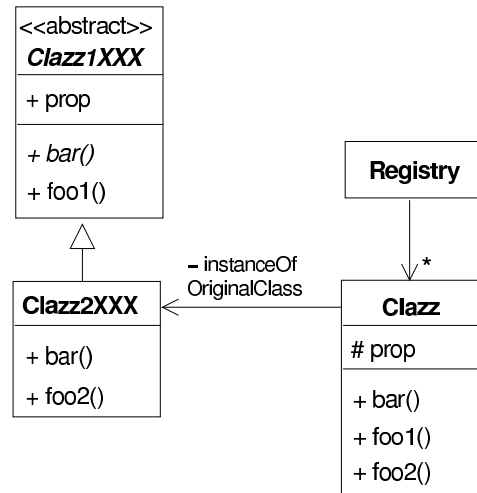 <<abstract>>
Clazz1XXX
+ prop
+ bar()
+ foo1()
Registry
*
– instanceOf
OriginalClass
Clazz2XXX
+ bar()
+ foo2()
Clazz
# prop
+ bar()
+ foo1()
+ foo2()